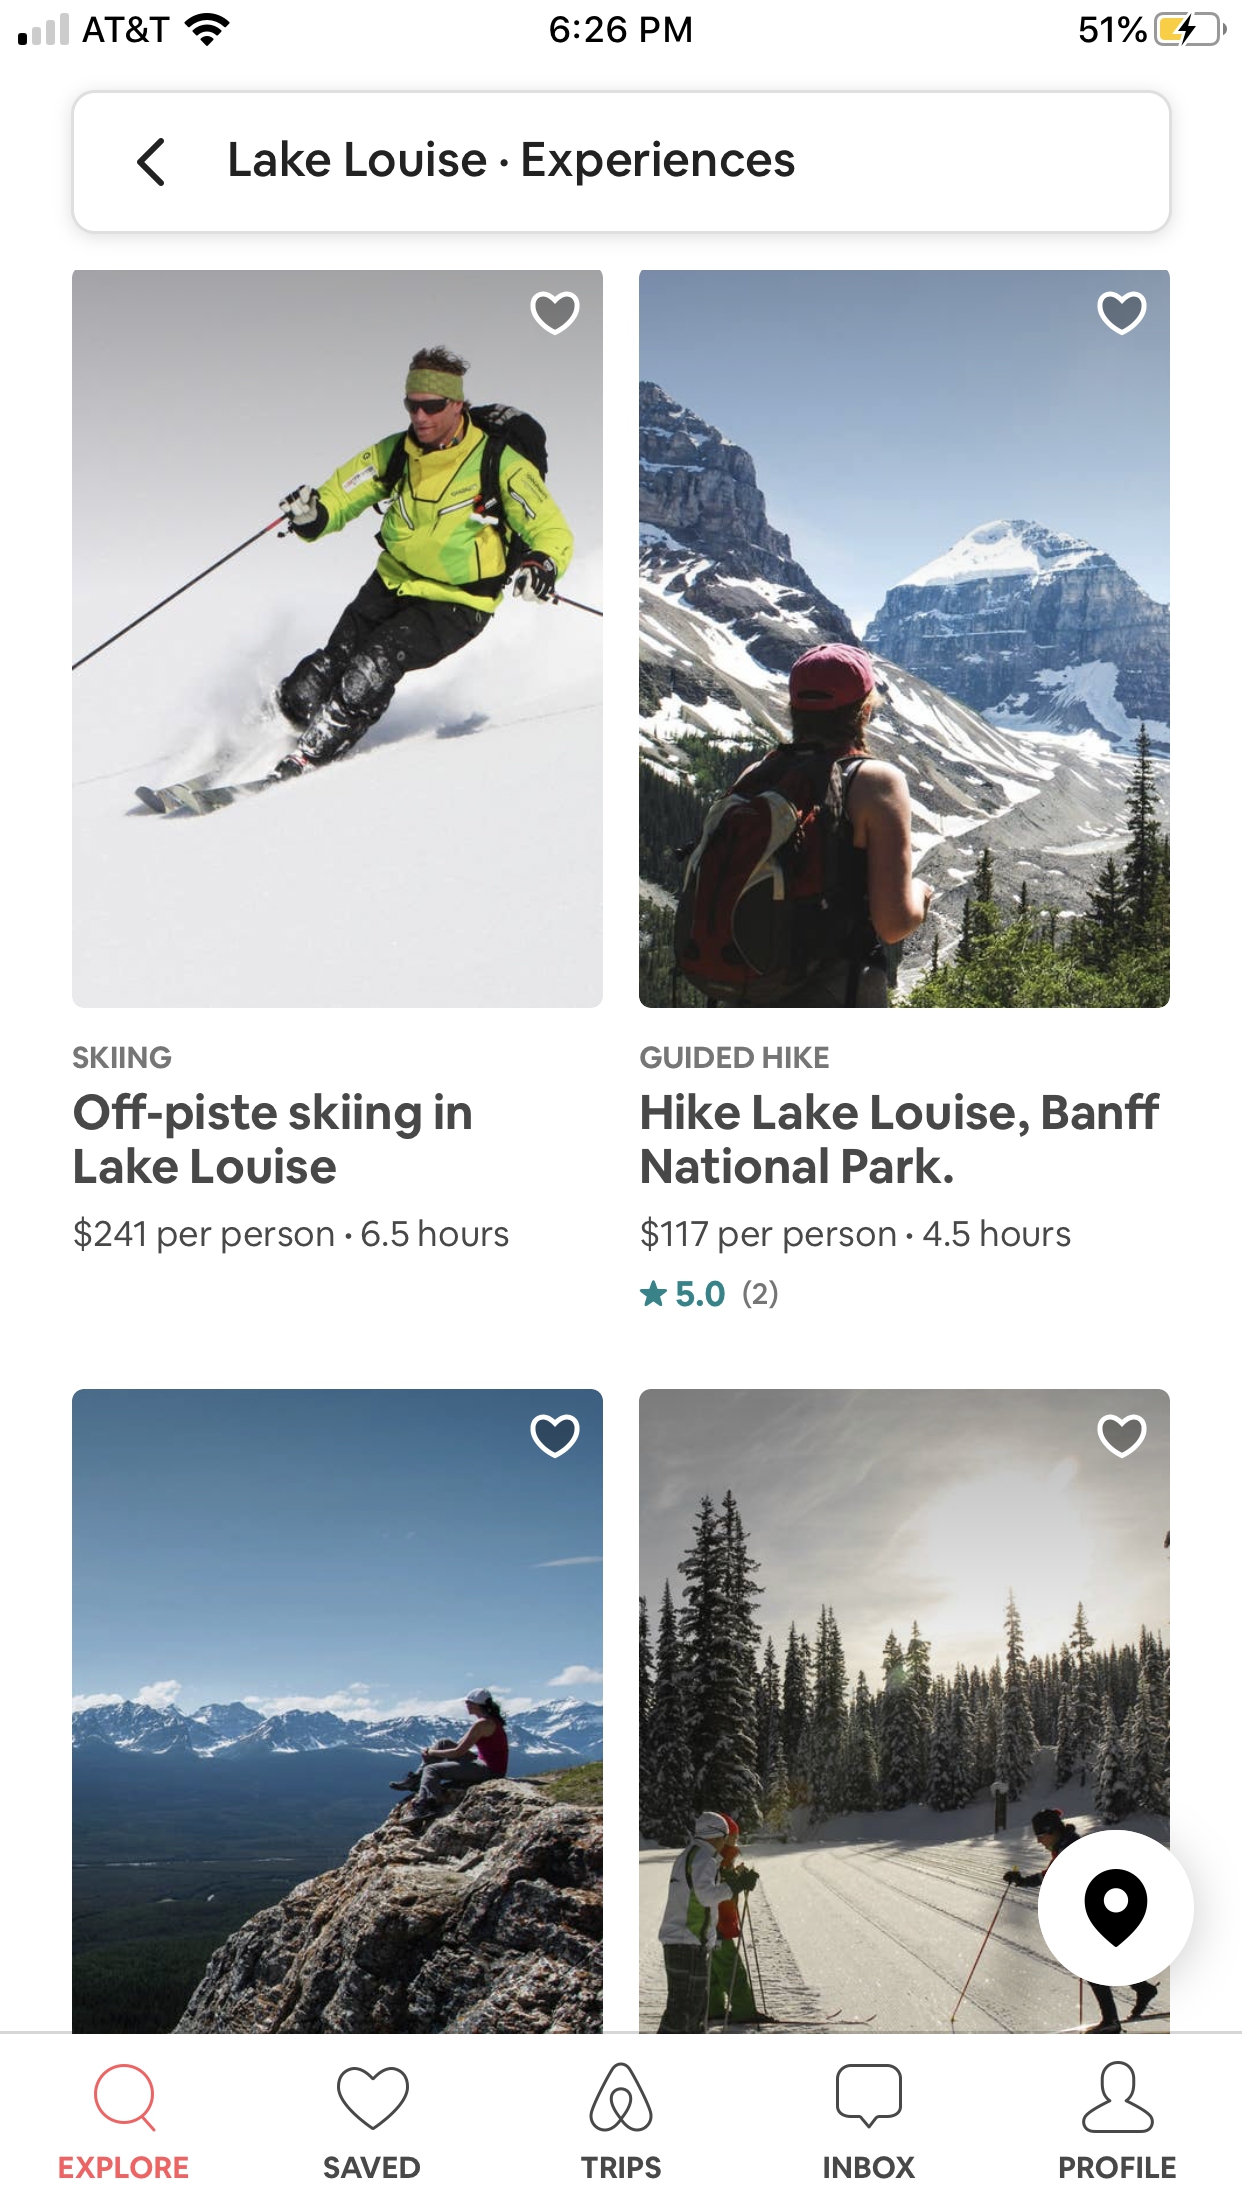 AT&T
6:26 PM
51%
Lake Louise · Experiences
SKIING
Off-piste skiing in
Lake Louise
$241 per person · 6.5 hours
GUIDED HIKE
Hike Lake Louise, Banff
National Park.
$117 per person · 4.5 hours
★ 5.0 (2)
EXPLORE
SAVED
TRIPS
INBOX
PROFILE